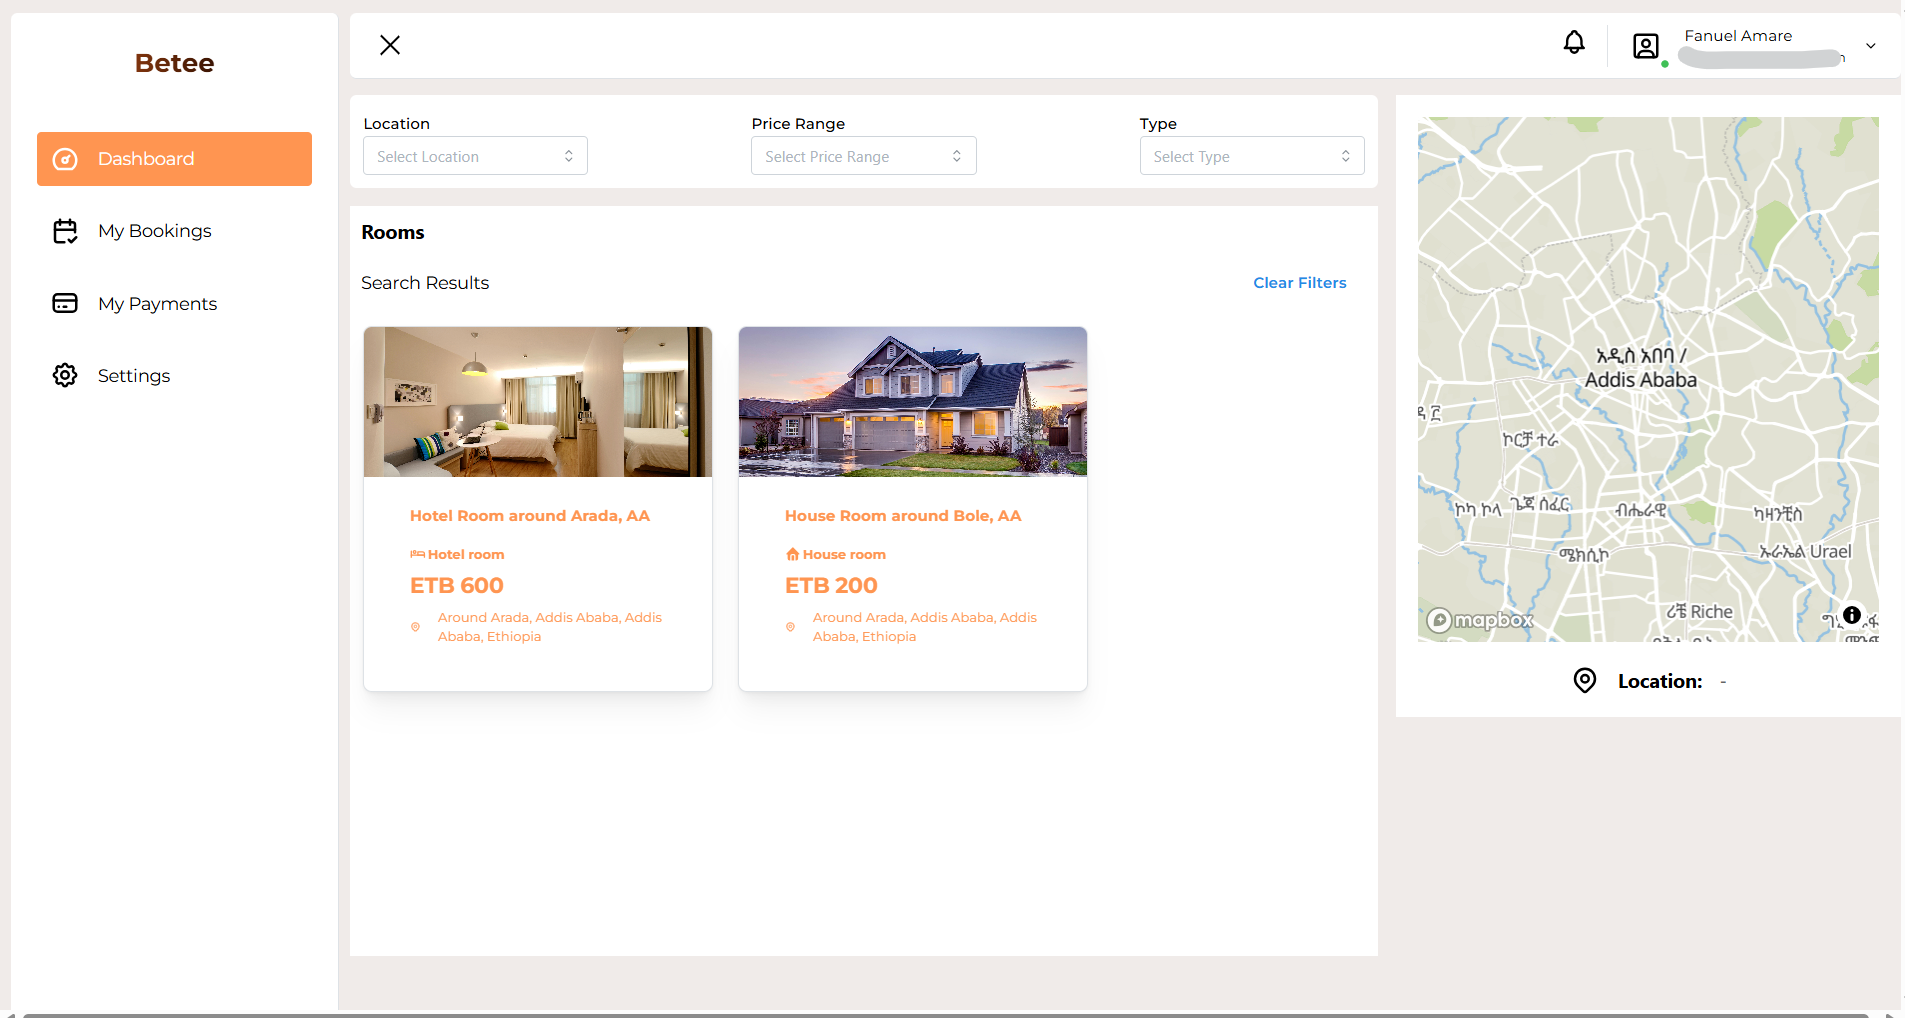 Betee
Dashboard
My Bookings
My Payments
Settings
Fanuel Amare
Location
Select Location
Price Range
Select Price Range
Type
Select Type
Rooms
Search Results
Clear Filters
Hotel Room around Arada, AA
Hotel room
ETB 600
Around Arada, Addis Ababa, Addis
Ababa, Ethiopia
House Room around Bole, AA
House room
ETB 200
Around Arada, Addis Ababa, Addis
Ababa, Ethiopia
አዲስ አበባ /
Addis Ababa
ኮርቻ ተራ
ኮካ ኮላ
ጌጃ ሰፈር
ብሔራዊ
ካዛንቺስ
ሜክሲኮ
ኡራኤል Urael
ሪቼ Riche
mapbox
Location: -